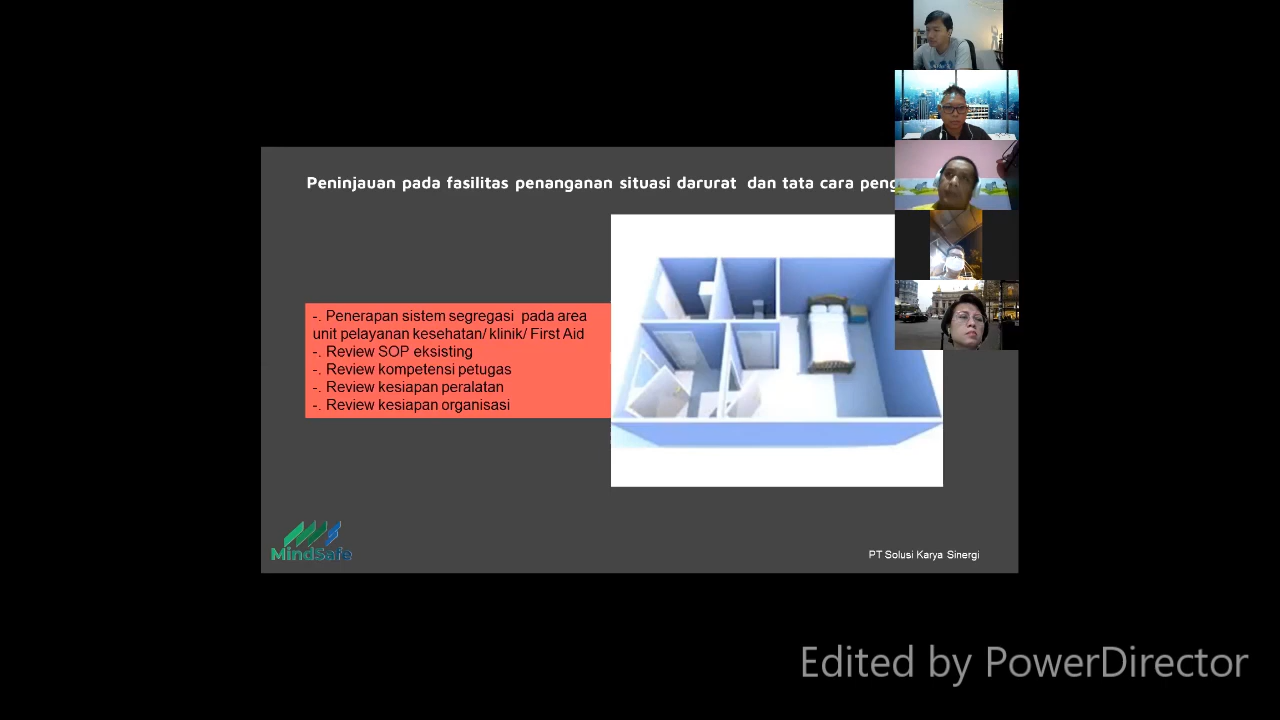 Peninjauan pada fasilitas penanganan situasi darurat dan tata cara
-. Penerapan sistem segregasi pada area
unit pelayanan kesehatan/ klinik/ First Aid
-. Review SOP eksisting
-. Review kompetensi petugas
-. Review kesiapan peralatan
-. Review kesiapan organisasi
MindSafe
PT Solusi Karya Sinergi
Edited by PowerDirector